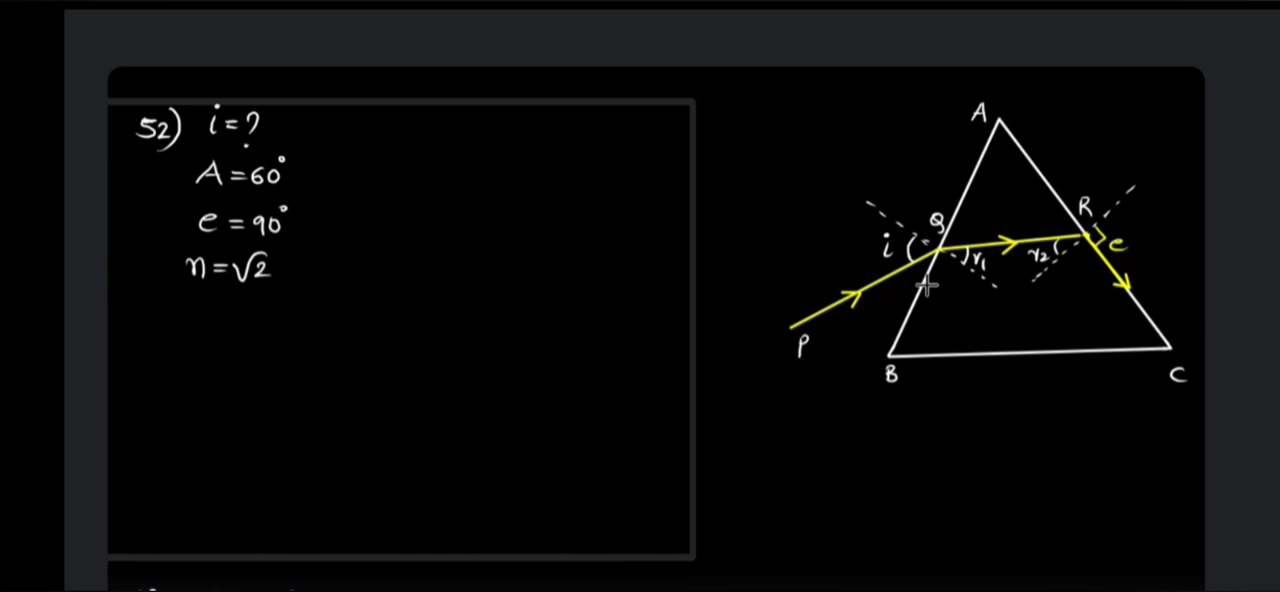 52) i = ?
A = 60°
e = 90°
n = √2
A
Q
R
i
r₁
r₂
e
P
B
C